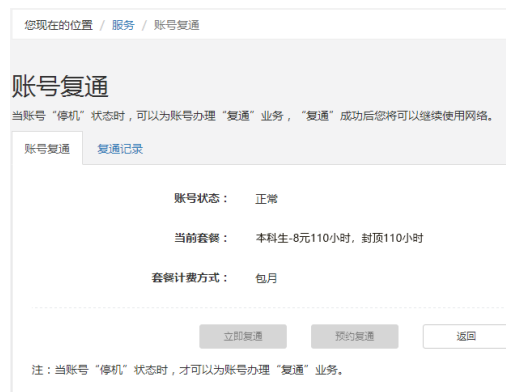 您现在的位置 / 服务 / 账号复通
账号复通
当账号“停机”状态时，可以为账号办理“复通”业务，“复通”成功后您将可以继续使用网络。
账号复通 复通记录
账号状态： 正常
当前套餐： 本科生-8元110小时, 封顶110小时
套餐计费方式： 包月
立即复通 预约复通 返回
注：当账号“停机”状态时，才可以为账号办理“复通”业务。